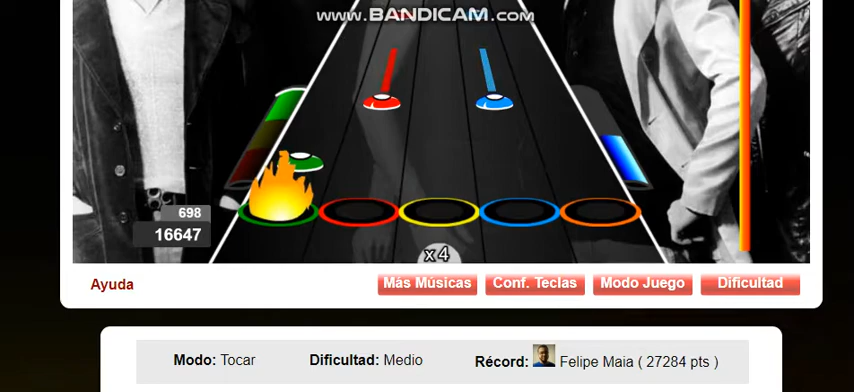 www.BANDICAM.com
698
16647
x4
Ayuda
Más Músicas
Conf. Teclas
Modo Juego
Dificultad
Modo: Tocar
Dificultad: Medio
Récord: Felipe Maia ( 27284 pts )